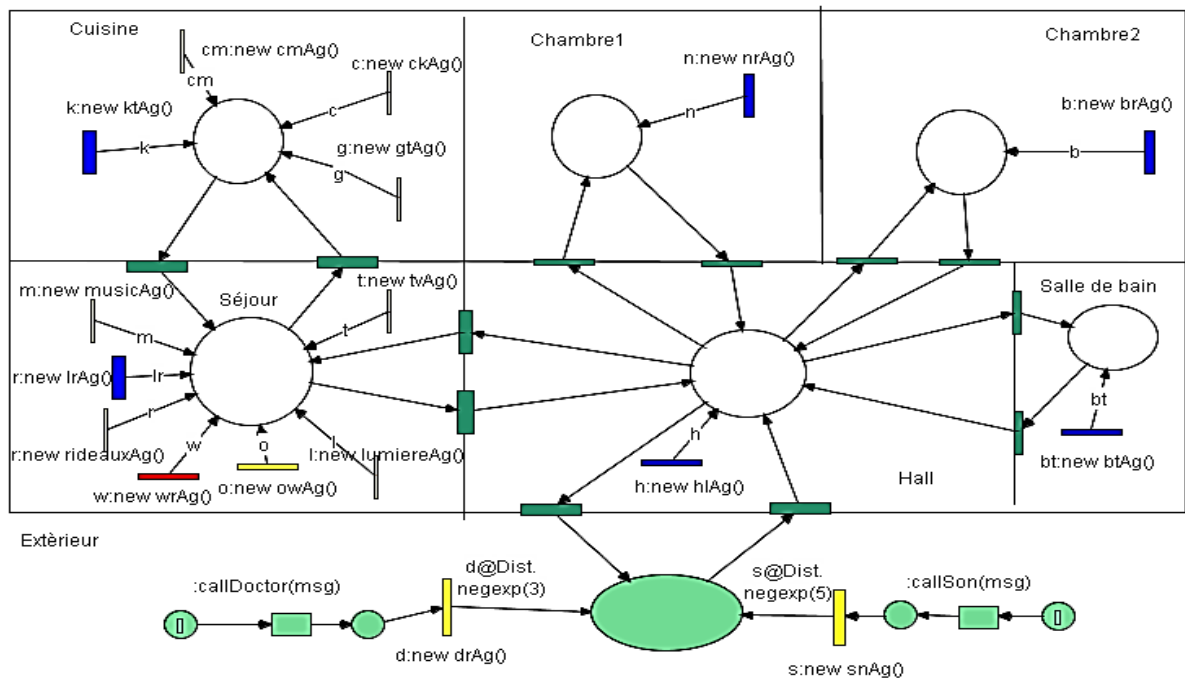 Cuisine
cm:new cmAg()
cm
c:new ckAg()
c
k:new ktAg()
k
g:new gtAg()
g
Chambre1
n:new nrAg()
n
Chambre2
b:new brAg()
b
m:new musicAg()
m
Séjour
t:new tvAg()
t
r:new lrAg()
lr
r
r:new rideauxAg()
w
w:new wrAg()
o
o:new owAg()
l
l:new lumiereAg()
h
h:new hlAg()
Hall
Salle de bain
bt
bt:new btAg()
Extèrieur
:callDoctor(msg)
d@Dist.
negexp(3)
d:new drAg()
s@Dist.
negexp(5)
s:new snAg()
:callSon(msg)
[]
[]